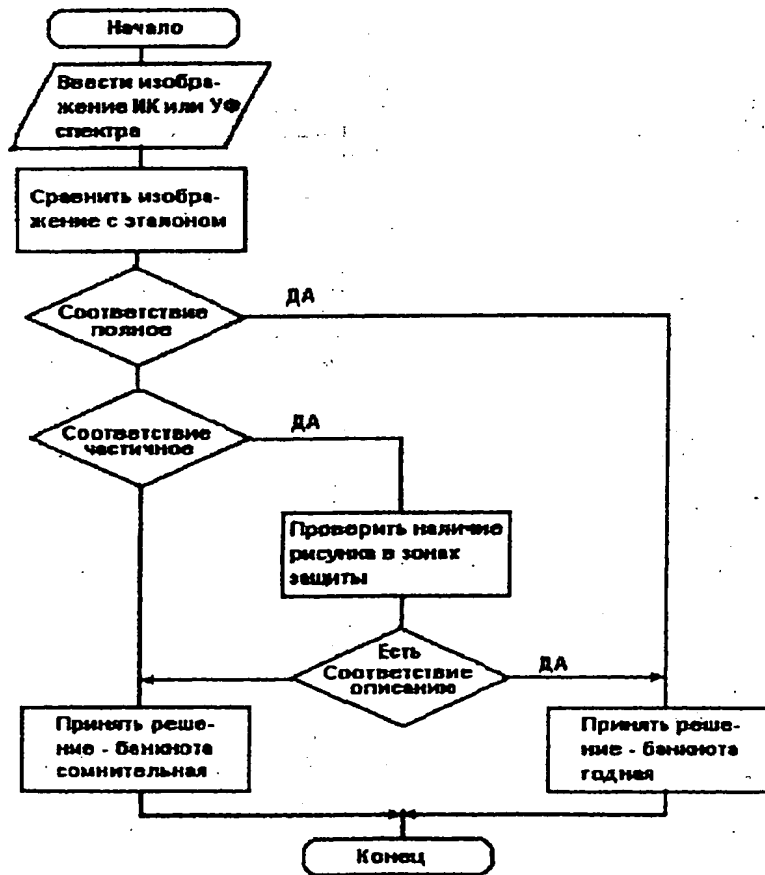 Начало
Ввести изобра-
жение ИК или УФ
спектра
Сравнить изобра-
жение с эталоном
Соответствие
полное
ДА
Соответствие
частичное
ДА
Проверить наличие
рисунка в зонах
защиты
Есть
Соответствие
описанию
ДА
Принять реше-
ние - банкнота
сомнительная
Принять реше-
ние - банкнота
годная
Конец